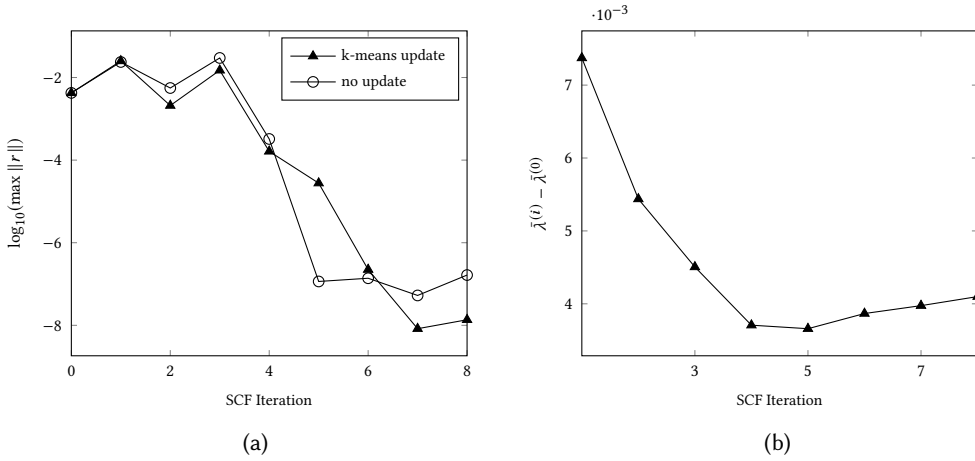 −2
−4
−6
−8
0
2
4
6
8
log₁₀(max ||r||)
SCF Iteration
k-means update
no update
(a)
·10⁻³
7
6
5
4
3
5
7
λ̄⁽ⁱ⁾ − λ̄⁽⁰⁾
SCF Iteration
(b)